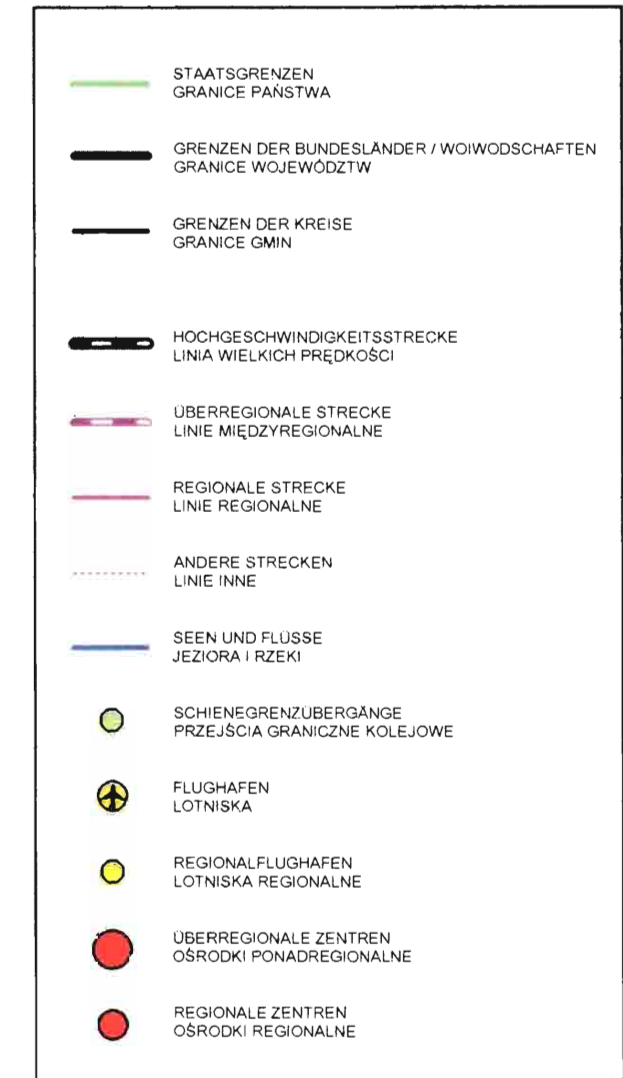 STAATSGRENZEN
GRANICE PAŃSTWA
GRENZEN DER BUNDESLÄNDER / WOIWODSCHAFTEN
GRANICE WOJEWÓDZTW
GRENZEN DER KREISE
GRANICE GMIN
HOCHGESCHWINDIGKEITSSTRECKE
LINIA WIELKICH PRĘDKOŚCI
ÜBERREGIONALE STRECKE
LINIE MIĘDZYREGIONALNE
REGIONALE STRECKE
LINIE REGIONALNE
ANDERE STRECKEN
LINIE INNE
SEEN UND FLÜSSE
JEZIORA I RZEKI
SCHIENEGRENZÜBERGÄNGE
PRZEJŚCIA GRANICZNE KOLEJOWE
FLUGHAFEN
LOTNISKA
REGIONALFLUGHAFEN
LOTNISKA REGIONALNE
ÜBERREGIONALE ZENTREN
OŚRODKI PONADREGIONALNE
REGIONALE ZENTREN
OŚRODKI REGIONALNE